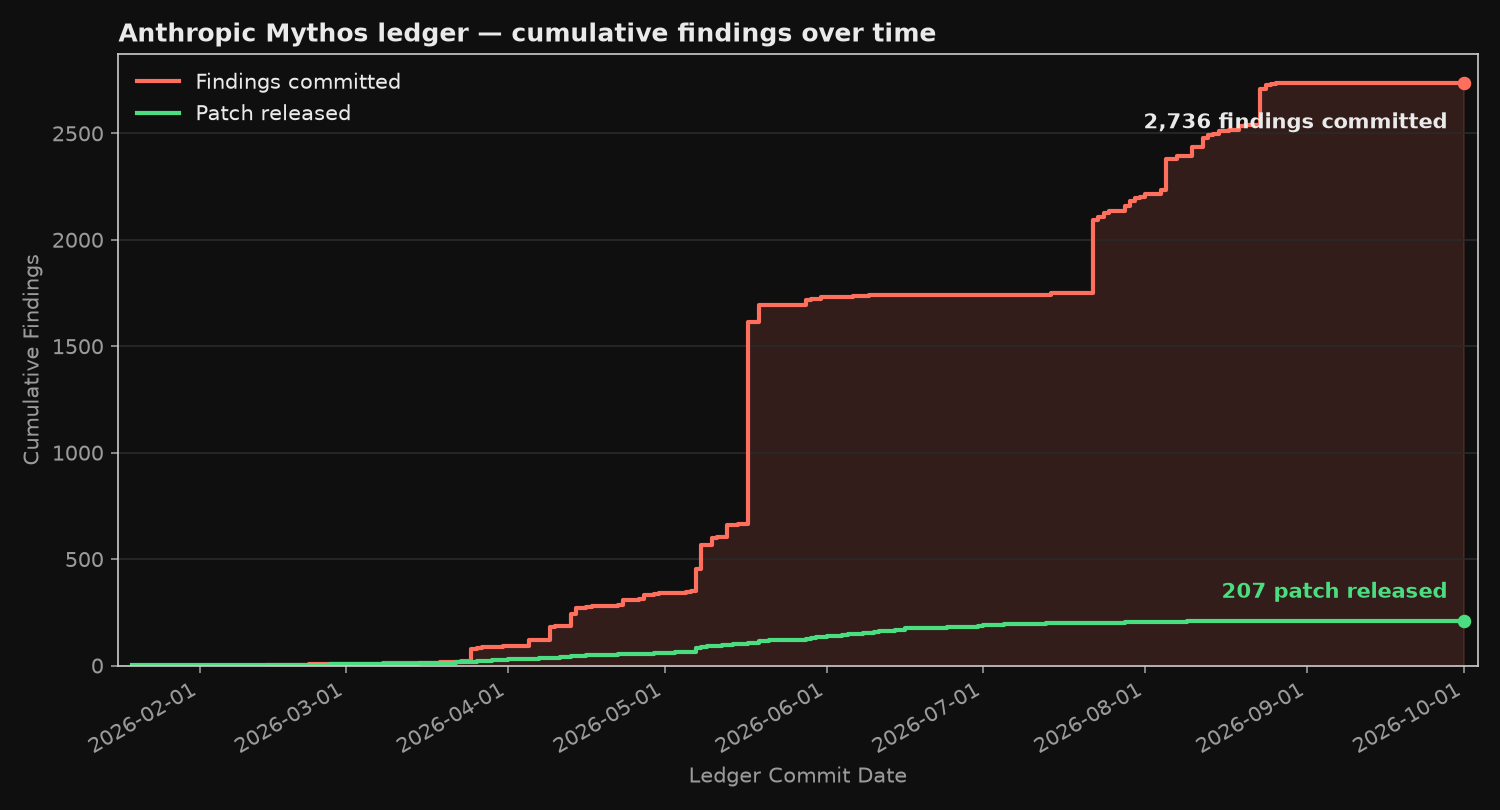 Anthropic Mythos ledger — cumulative findings over time
Findings committed
Patch released
2,736 findings committed
207 patch released
Cumulative Findings
2500
2000
1500
1000
500
0
2026-02-01
2026-03-01
2026-04-01
2026-05-01
2026-06-01
2026-07-01
2026-08-01
2026-09-01
2026-10-01
Ledger Commit Date